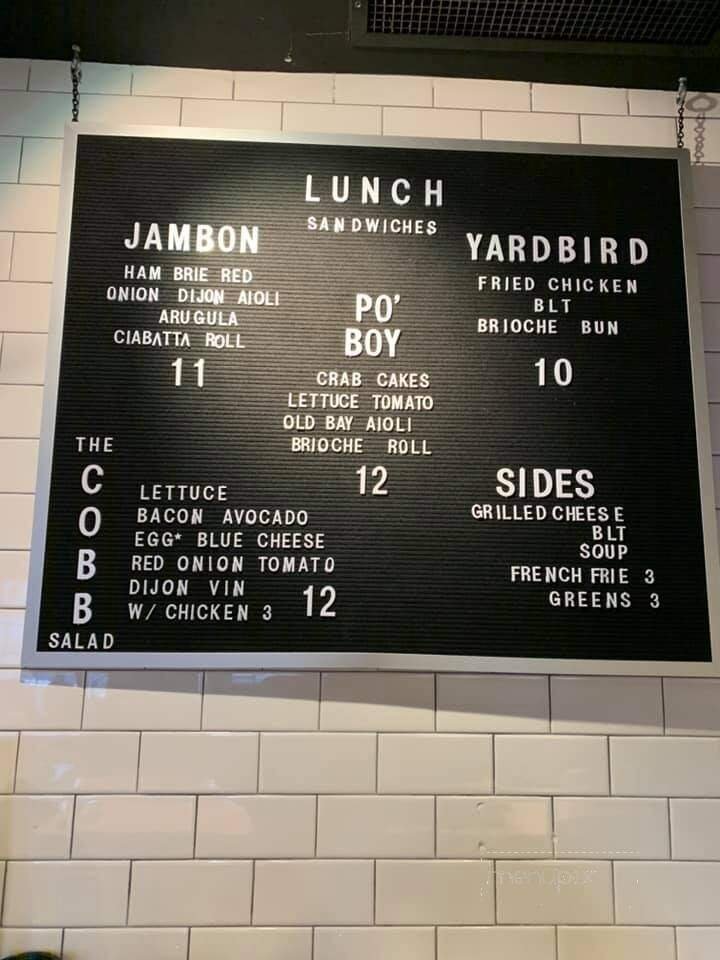 LUNCH
SANDWICHES
JAMBON
HAM BRIE RED
ONION DIJON AIOLI
ARUGULA
CIABATTA ROLL
11
PO'
BOY
CRAB CAKES
LETTUCE TOMATO
OLD BAY AIOLI
BRIOCHE ROLL
12
YARDBIRD
FRIED CHICKEN
BLT
BRIOCHE BUN
10
THE
COBB
SALAD
LETTUCE
BACON AVOCADO
EGG* BLUE CHEESE
RED ONION TOMATO
DIJON VIN
W/ CHICKEN 3
12
SIDES
GRILLED CHEESE
BLT
SOUP
FRENCH FRIE 3
GREENS 3